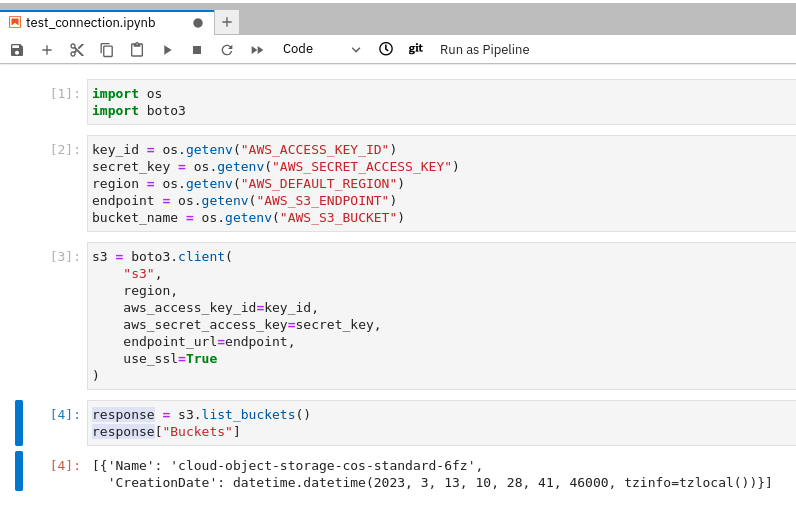 test_connection.ipynb
Code
git
Run as Pipeline
[1]:
import os
import boto3
[2]:
key_id = os.getenv("AWS_ACCESS_KEY_ID")
secret_key = os.getenv("AWS_SECRET_ACCESS_KEY")
region = os.getenv("AWS_DEFAULT_REGION")
endpoint = os.getenv("AWS_S3_ENDPOINT")
bucket_name = os.getenv("AWS_S3_BUCKET")
[3]:
s3 = boto3.client(
    "s3",
    region,
    aws_access_key_id=key_id,
    aws_secret_access_key=secret_key,
    endpoint_url=endpoint,
    use_ssl=True
)
[4]:
response = s3.list_buckets()
response["Buckets"]
[4]:
[{'Name': 'cloud-object-storage-cos-standard-6fz',
  'CreationDate': datetime.datetime(2023, 3, 13, 10, 28, 41, 46000, tzinfo=tzlocal())}]